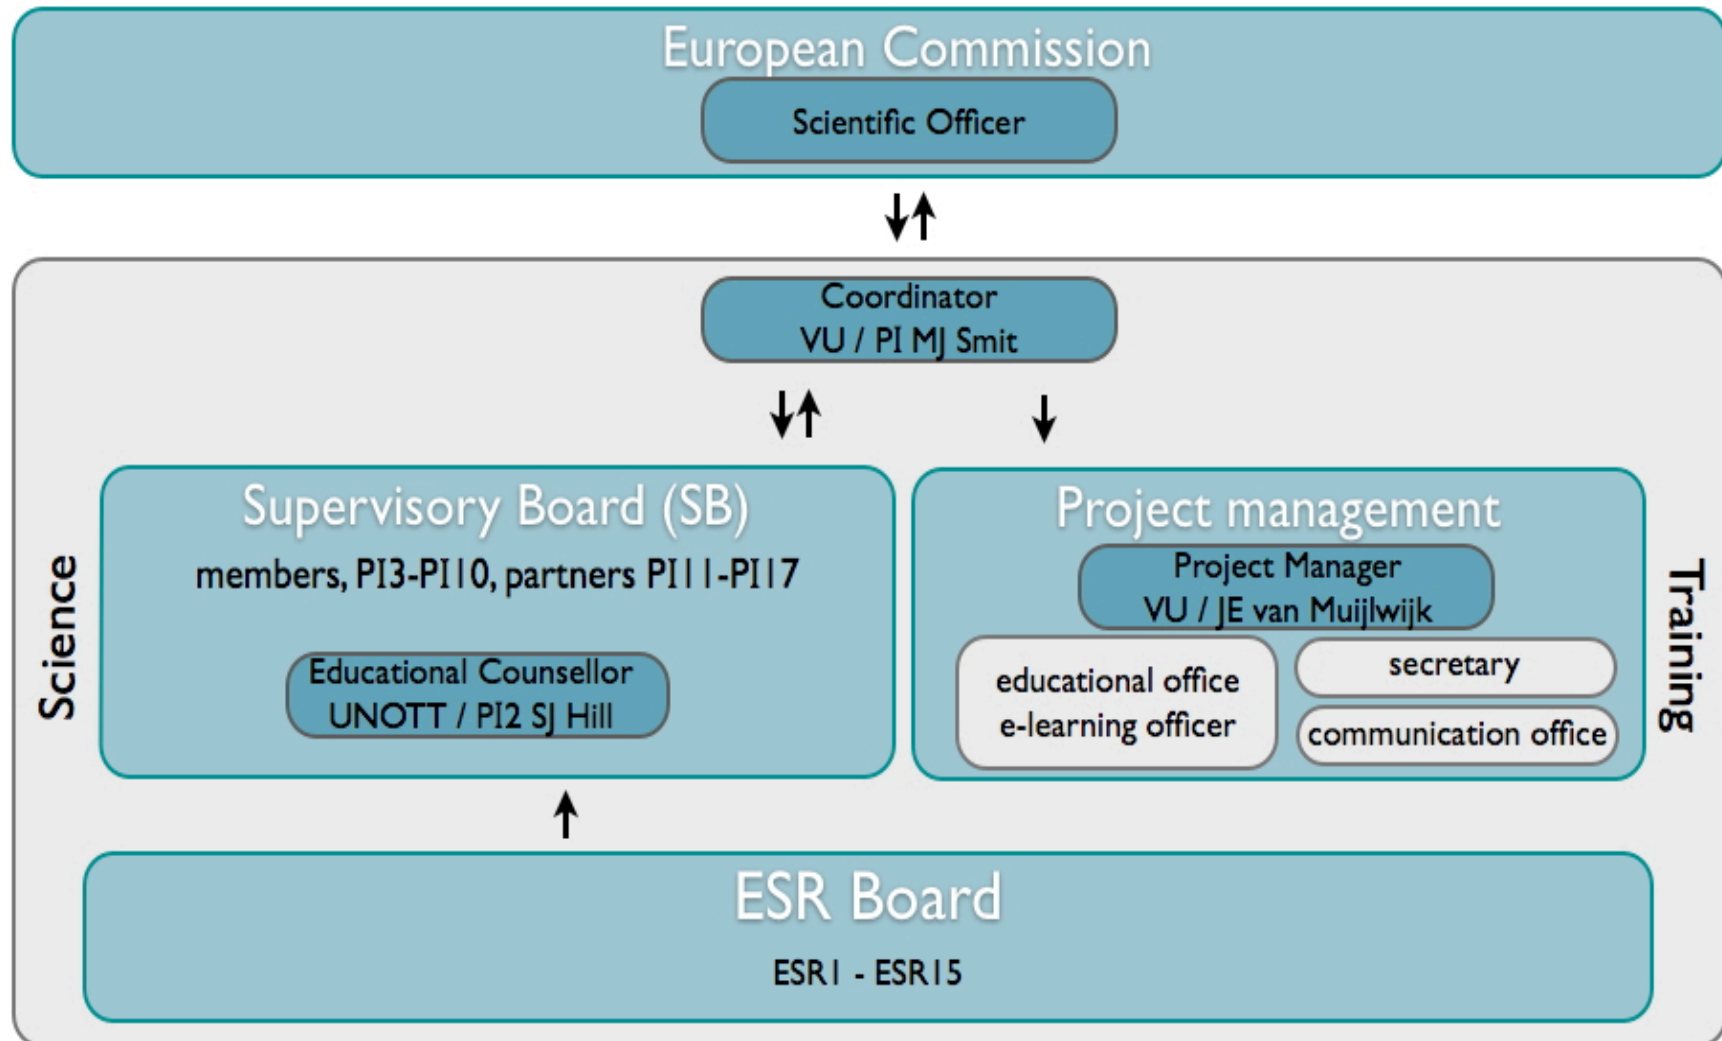 European Commission
Scientific Officer
Coordinator
VU / PI MJ Smit
Science
Supervisory Board (SB)
members, PI3-PI10, partners PI11-PI17
Educational Counsellor
UNOTT / PI2 SJ Hill
Project management
Project Manager
VU / JE van Muijlwijk
educational office
e-learning officer
secretary
communication office
Training
ESR Board
ESR1 - ESR15